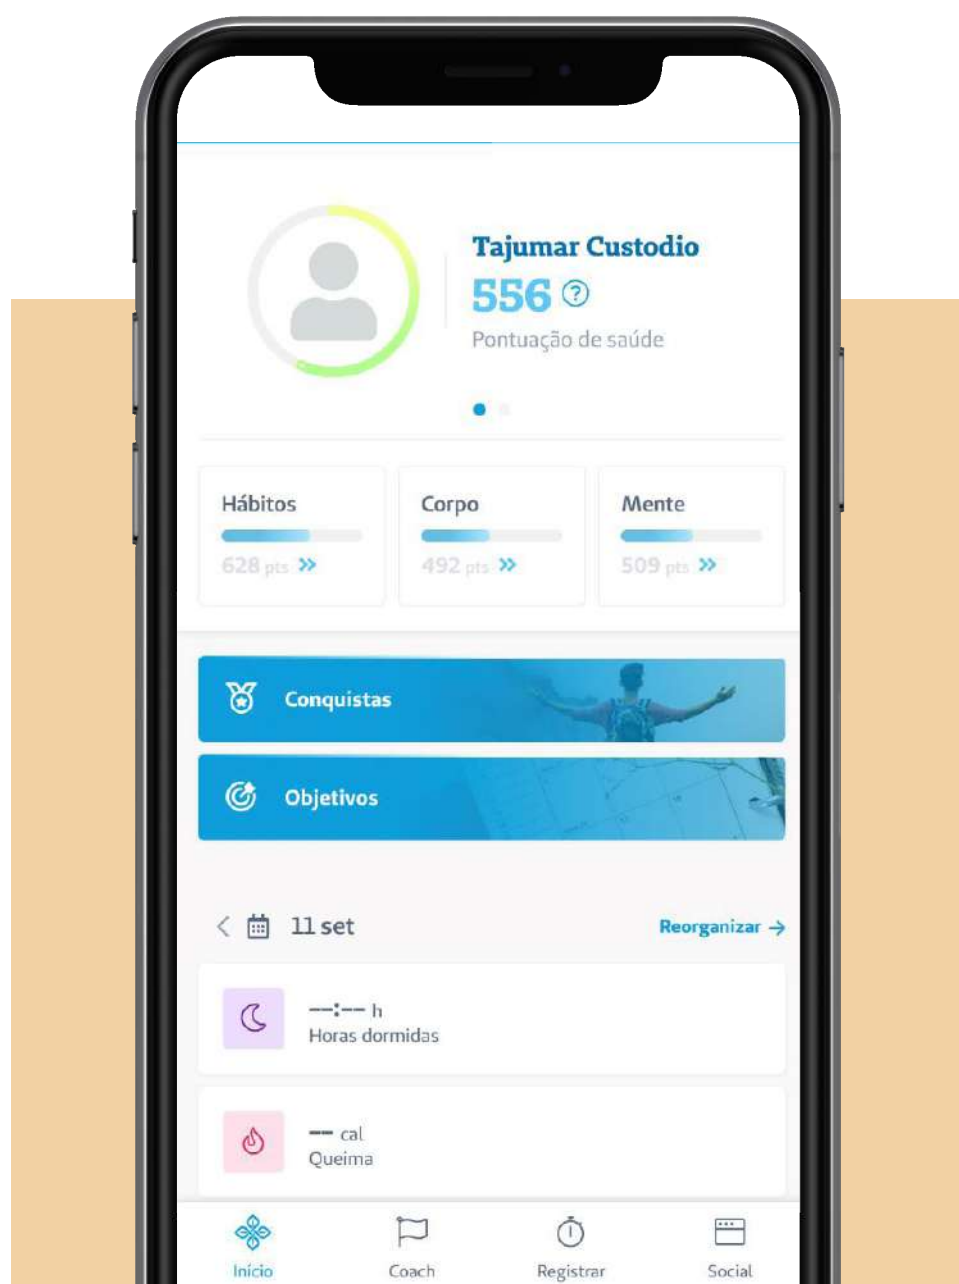 Tajumar Custodio
556 ?
Pontuação de saúde
Hábitos
628 pts
Corpo
492 pts
Mente
509 pts
Conquistas
Objetivos
11 set
Reorganizar
--:-- h
Horas dormidas
-- cal
Queima
Início
Coach
Registrar
Social